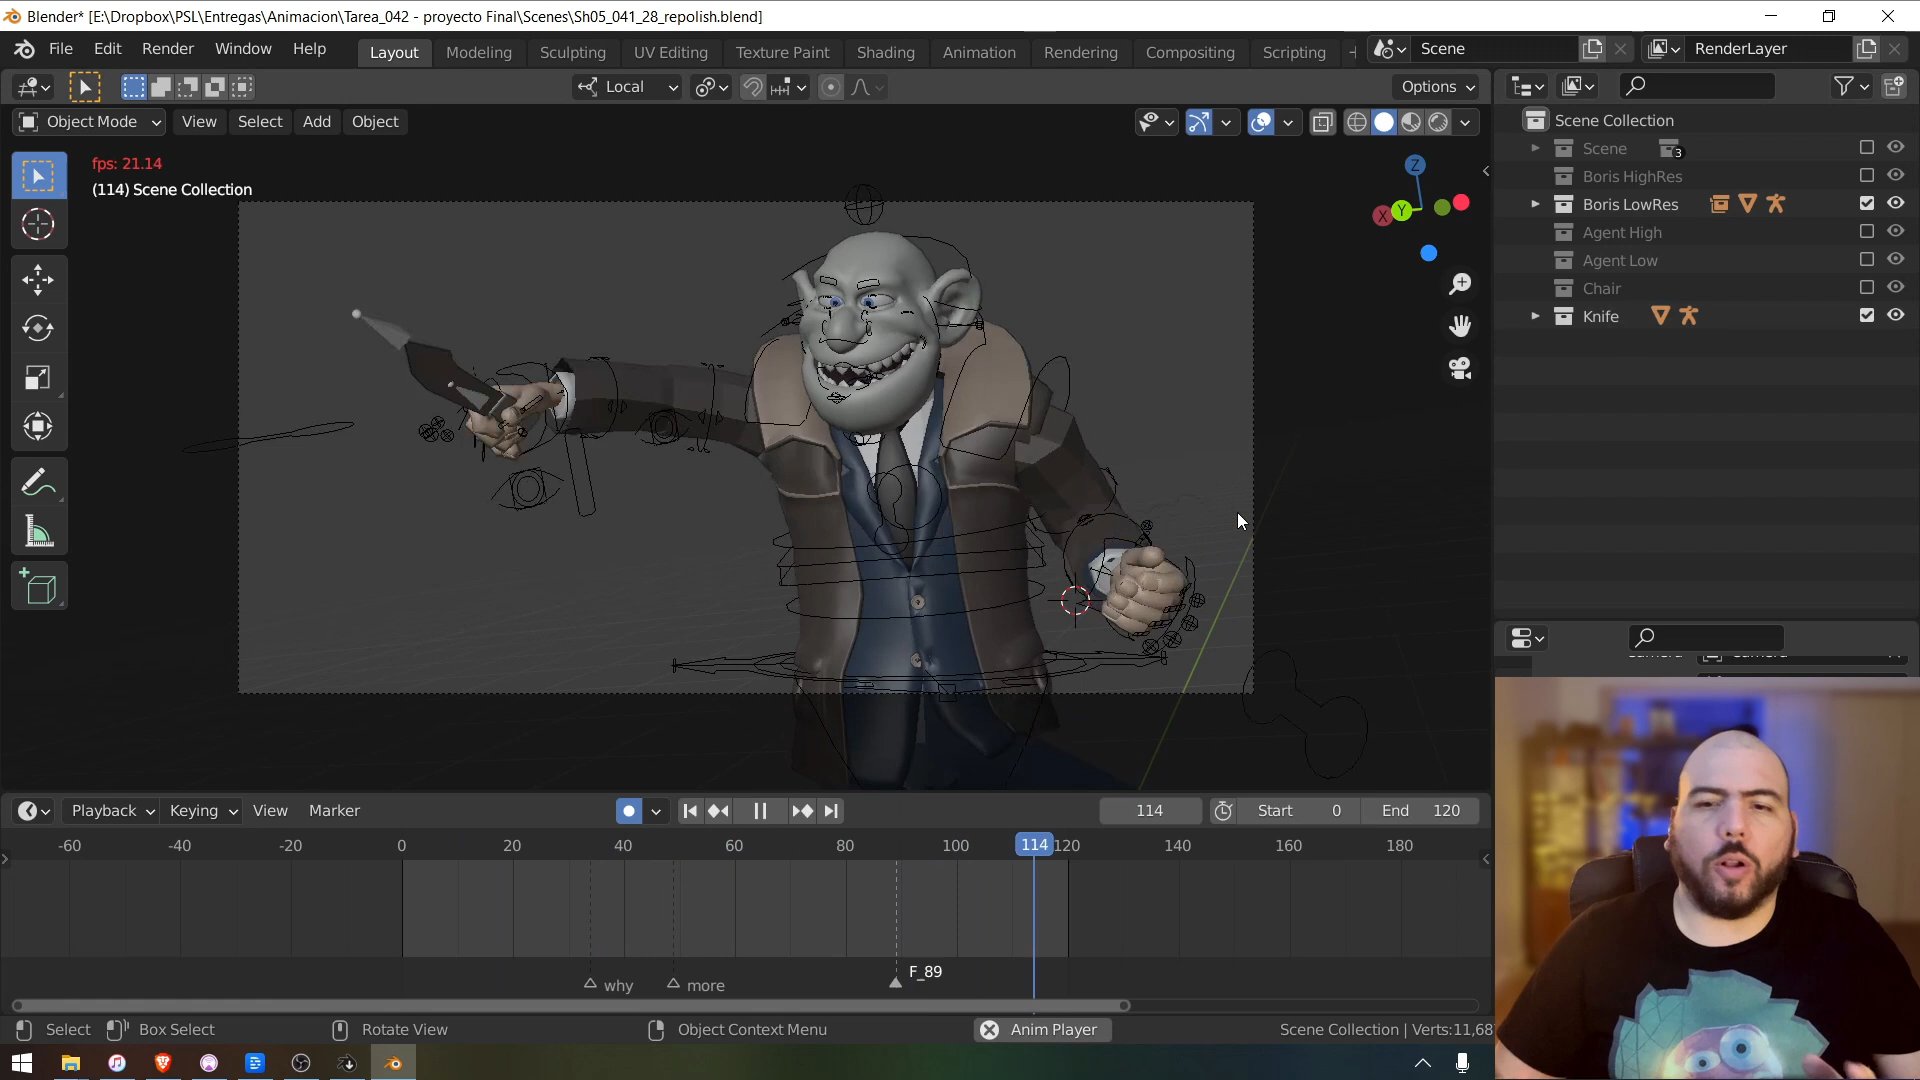 Blender* [E:\Dropbox\PSL\Entregas\Animacion\Tarea_042 - proyecto Final\Scenes\Sh05_041_28_repolish.blend]
File Edit Render Window Help
Layout Modeling Sculpting UV Editing Texture Paint Shading Animation Rendering Compositing Scripting
Scene
RenderLayer
Local
Options
Object Mode View Select Add Object
fps: 21.14
(114) Scene Collection
Z
X
Y
Scene Collection
Scene 3
Boris HighRes
Boris LowRes
Agent High
Agent Low
Chair
Knife
Playback Keying View Marker
114
Start 0
End 120
-60 -40 -20 0 20 40 60 80 100 114 120 140 160 180
F_89
why
more
Select Box Select Rotate View Object Context Menu Anim Player Scene Collection | Verts:11,68